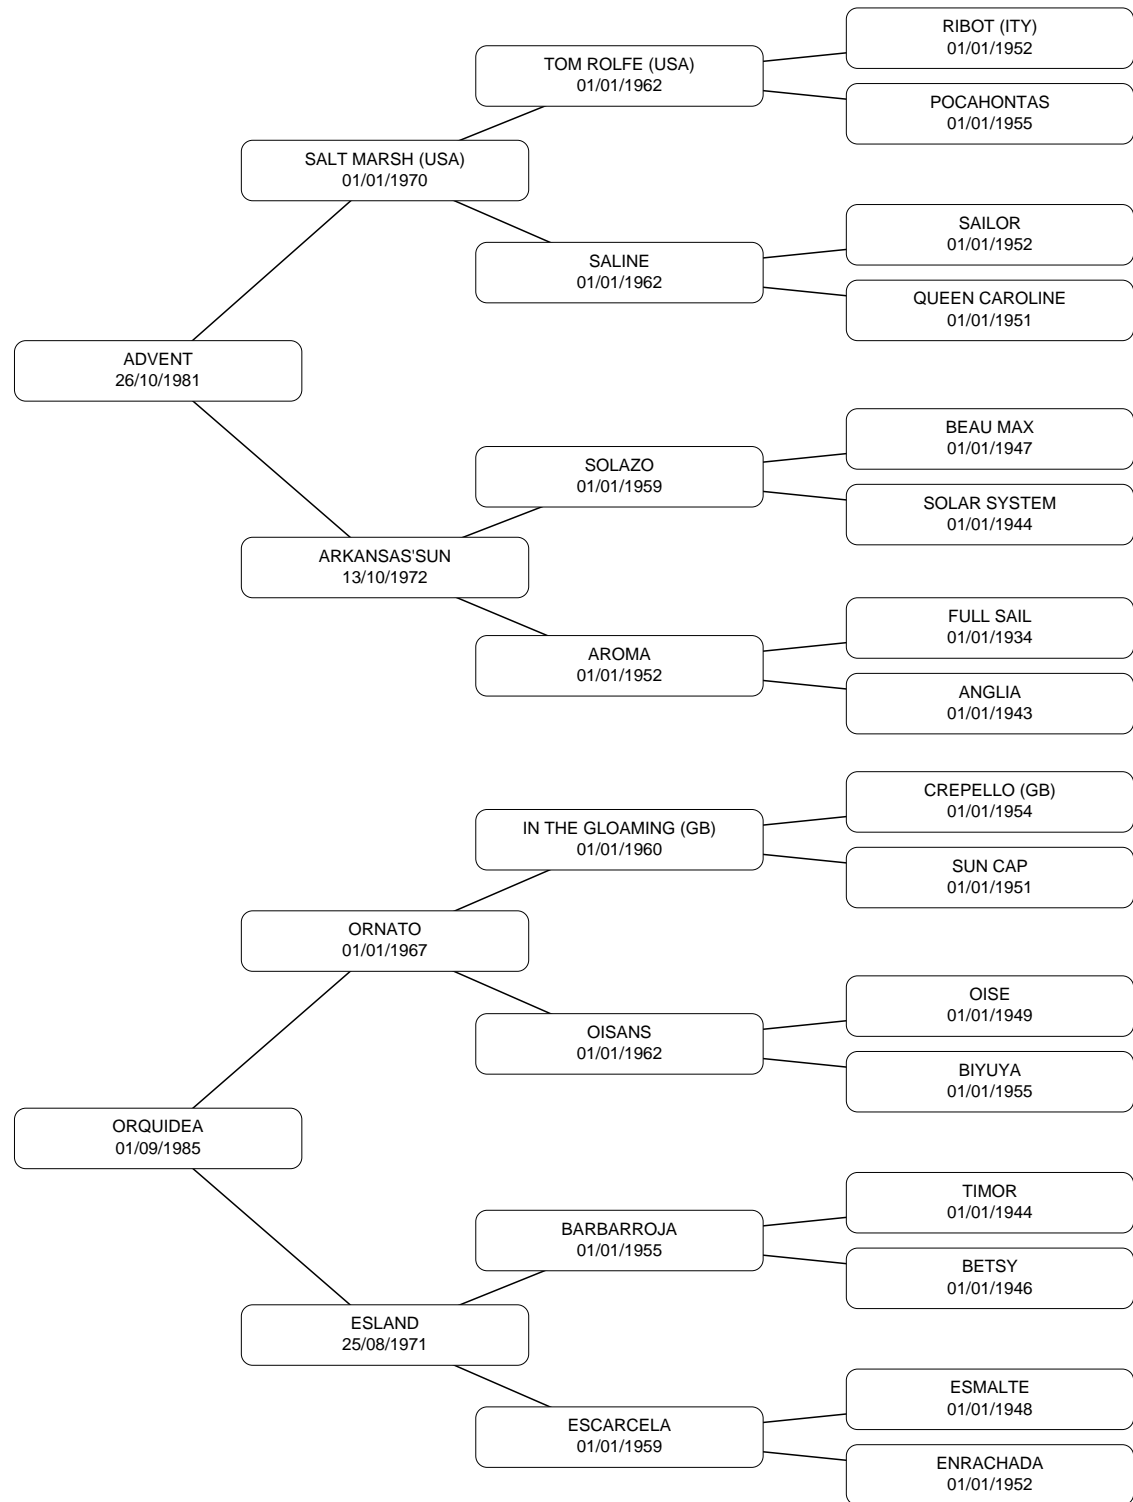 RIBOT (ITY)
01/01/1952
TOM ROLFE (USA)
01/01/1962
POCAHONTAS
01/01/1955
SALT MARSH (USA)
01/01/1970
SAILOR
01/01/1952
SALINE
01/01/1962
QUEEN CAROLINE
01/01/1951
ADVENT
26/10/1981
BEAU MAX
01/01/1947
SOLAZO
01/01/1959
SOLAR SYSTEM
01/01/1944
ARKANSAS'SUN
13/10/1972
FULL SAIL
01/01/1934
AROMA
01/01/1952
ANGLIA
01/01/1943
CREPELLO (GB)
01/01/1954
IN THE GLOAMING (GB)
01/01/1960
SUN CAP
01/01/1951
ORNATO
01/01/1967
OISE
01/01/1949
OISANS
01/01/1962
BIYUYA
01/01/1955
ORQUIDEA
01/09/1985
TIMOR
01/01/1944
BARBARROJA
01/01/1955
BETSY
01/01/1946
ESLAND
25/08/1971
ESMALTE
01/01/1948
ESCARCELA
01/01/1959
ENRACHADA
01/01/1952